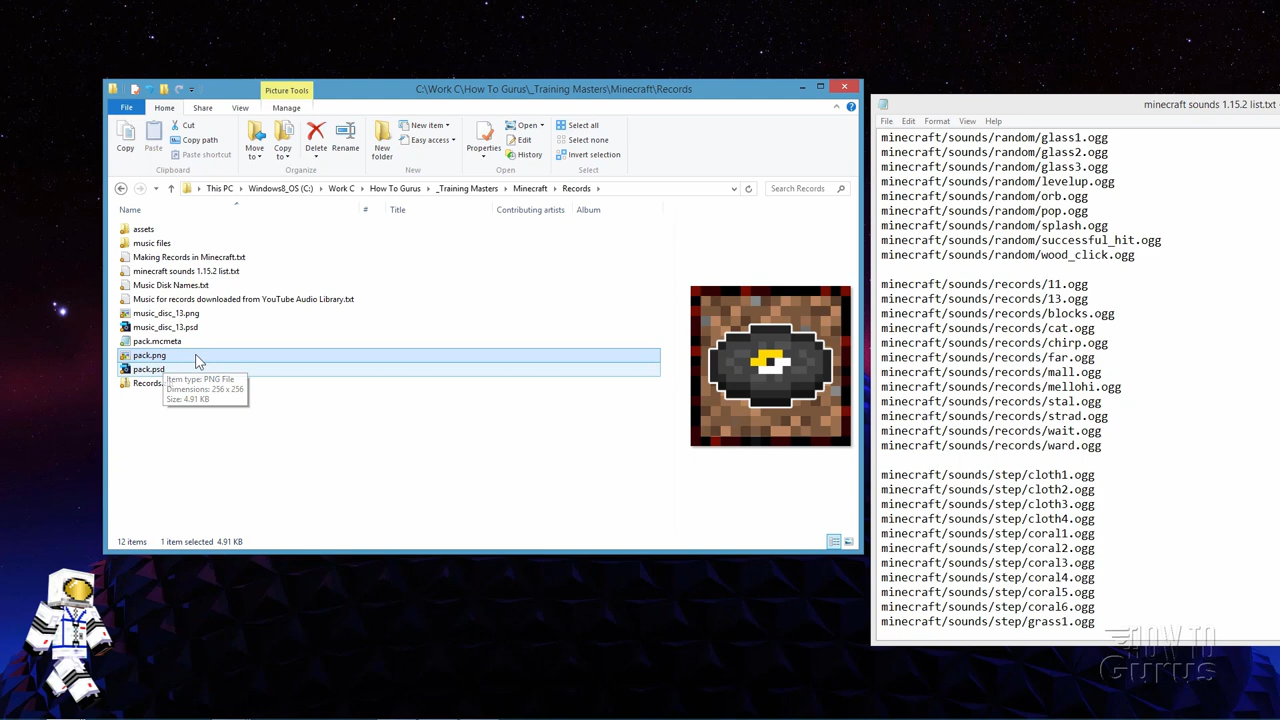 Picture Tools
C:\Work C\How To Gurus\_Training Masters\Minecraft\Records
File Home Share View Manage
Copy
Paste
Cut
Copy path
Paste shortcut
Clipboard
Move to
Copy to
Delete
Rename
Organize
New folder
New item
Easy access
New
Properties
Open
Edit
History
Open
Select all
Select none
Invert selection
Select
This PC Windows8_OS (C:) Work C How To Gurus _Training Masters Minecraft Records
Search Records
Name # Title Contributing artists Album
assets
music files
Making Records in Minecraft.txt
minecraft sounds 1.15.2 list.txt
Music Disk Names.txt
Music for records downloaded from YouTube Audio Library.txt
music_disc_13.png
music_disc_13.psd
pack.mcmeta
pack.png
pack.psd
Records.
Item type: PNG File
Dimensions: 256 x 256
Size: 4.91 KB
12 items 1 item selected 4.91 KB
minecraft sounds 1.15.2 list.txt
File Edit Format View Help
minecraft/sounds/random/glass1.ogg
minecraft/sounds/random/glass2.ogg
minecraft/sounds/random/glass3.ogg
minecraft/sounds/random/levelup.ogg
minecraft/sounds/random/orb.ogg
minecraft/sounds/random/pop.ogg
minecraft/sounds/random/splash.ogg
minecraft/sounds/random/successful_hit.ogg
minecraft/sounds/random/wood_click.ogg
minecraft/sounds/records/11.ogg
minecraft/sounds/records/13.ogg
minecraft/sounds/records/blocks.ogg
minecraft/sounds/records/cat.ogg
minecraft/sounds/records/chirp.ogg
minecraft/sounds/records/far.ogg
minecraft/sounds/records/mall.ogg
minecraft/sounds/records/mellohi.ogg
minecraft/sounds/records/stal.ogg
minecraft/sounds/records/strad.ogg
minecraft/sounds/records/wait.ogg
minecraft/sounds/records/ward.ogg
minecraft/sounds/step/cloth1.ogg
minecraft/sounds/step/cloth2.ogg
minecraft/sounds/step/cloth3.ogg
minecraft/sounds/step/cloth4.ogg
minecraft/sounds/step/coral1.ogg
minecraft/sounds/step/coral2.ogg
minecraft/sounds/step/coral3.ogg
minecraft/sounds/step/coral4.ogg
minecraft/sounds/step/coral5.ogg
minecraft/sounds/step/coral6.ogg
minecraft/sounds/step/grass1.ogg
HOW TO
GURUS